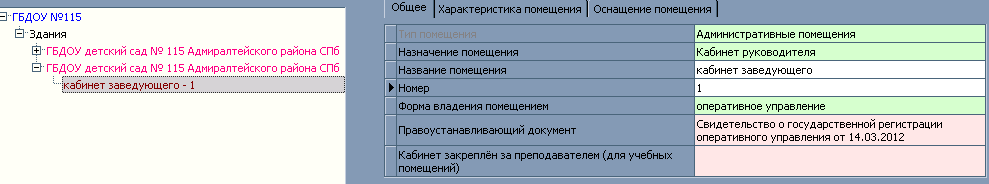 ГБДОУ №115
Здания
ГБДОУ детский сад № 115 Адмиралтейского района СПб
ГБДОУ детский сад № 115 Адмиралтейского района СПб
кабинет заведующего - 1
Общее Характеристика помещения Оснащение помещения
Тип помещения Административные помещения
Назначение помещения Кабинет руководителя
Название помещения кабинет заведующего
Номер 1
Форма владения помещением оперативное управление
Правоустанавливающий документ Свидетельство о государственной регистрации
оперативного управления от 14.03.2012
Кабинет закреплён за преподавателем (для учебных
помещений)